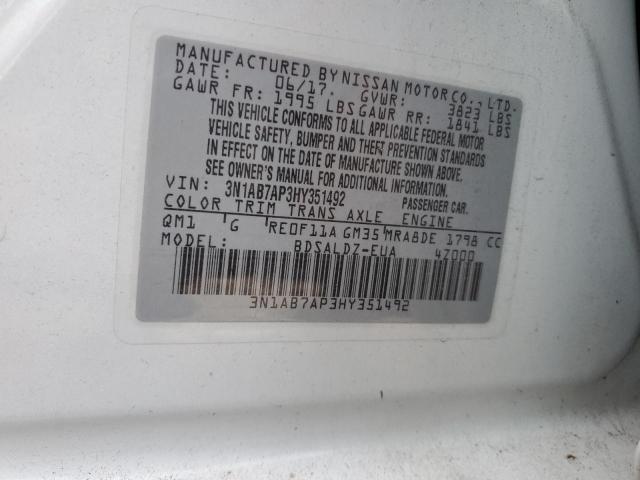 MANUFACTURED BY NISSAN MOTOR CO., LTD.
DATE: 06/17. GVWR: 3823 LBS
GAWR FR: 1995 LBS GAWR RR: 1841 LBS
THIS VEHICLE CONFORMS TO ALL APPLICABLE FEDERAL MOTOR
VEHICLE SAFETY, BUMPER AND THEFT PREVENTION STANDARDS
IN EFFECT ON THE DATE OF MANUFACTURE SHOWN ABOVE.
SEE OWNER'S MANUAL FOR ADDITIONAL INFORMATION
VIN: 3N1AB7AP3HY351492 PASSENGER CAR.
COLOR TRIM TRANS AXLE ENGINE
QM1 G RE0F11A GM35 MRA8DE 1798 CC
MODEL: BDSALDZ-EUA 4Z000
3N1AB7AP3HY351492